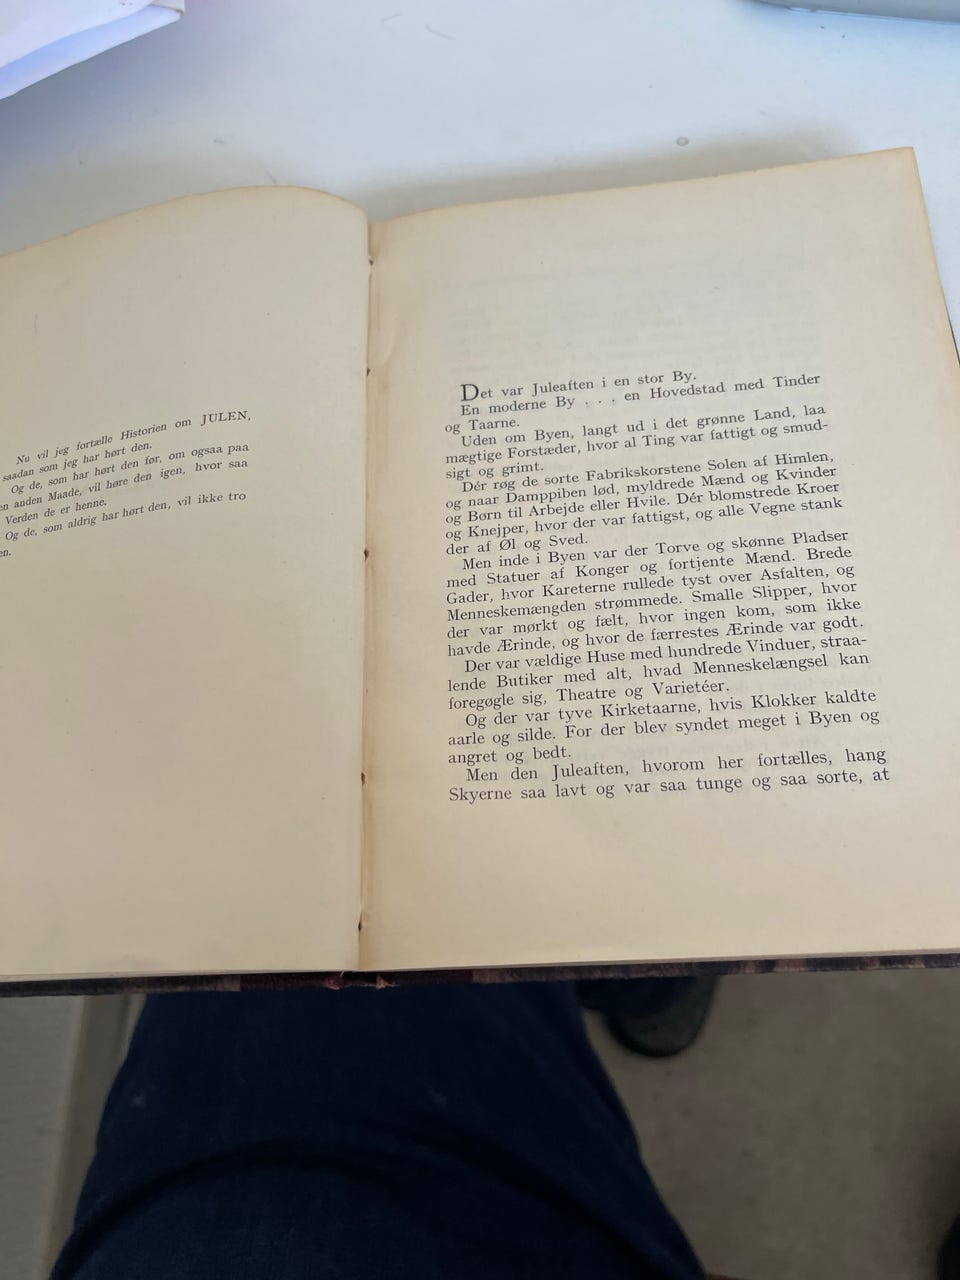 Nu vil jeg fortælle Historien om JULEN,
saadan som jeg har hørt den.
Og de, som har hørt den før, om ogsaa paa
en anden Maade, vil høre den igen, hvor saa
Verden de er henne.
Og de, som aldrig har hørt den, vil ikke tro
en.
Det var Juleaften i en stor By.
En moderne By . . . en Hovedstad med Tinder
og Taarne.
Uden om Byen, langt ud i det grønne Land, laa
mægtige Forstæder, hvor al Ting var fattigt og smud-
sigt og grimt.
Dér røg de sorte Fabrikskorstene Solen af Himlen,
og naar Damppiben lød, myldrede Mænd og Kvinder
og Børn til Arbejde eller Hvile. Dér blomstrede Kroer
og Knejper, hvor der var fattigst, og alle Vegne stank
der af Øl og Sved.
Men inde i Byen var der Torve og skønne Pladser
med Statuer af Konger og fortjente Mænd. Brede
Gader, hvor Kareterne rullede tyst over Asfalten, og
Menneskemængden strømmede. Smalle Slipper, hvor
der var mørkt og fælt, hvor ingen kom, som ikke
havde Ærinde, og hvor de færrestes Ærinde var godt.
Der var vældige Huse med hundrede Vinduer, straa-
lende Butiker med alt, hvad Menneskelængsel kan
foregøgle sig, Theatre og Varietéer.
Og der var tyve Kirketaarne, hvis Klokker kaldte
aarle og silde. For der blev syndet meget i Byen og
angret og bedt.
Men den Juleaften, hvorom her fortælles, hang
Skyerne saa lavt og var saa tunge og saa sorte, at